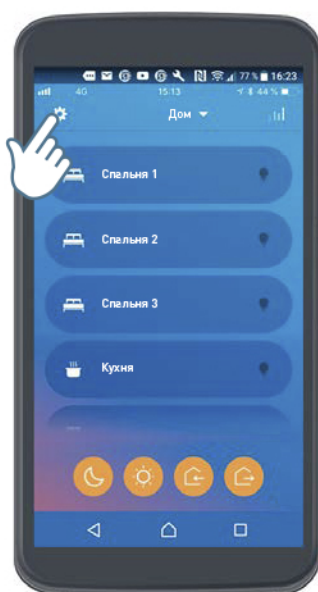 77 % 16:23
4G 15:13 44 %
Дом
Спальня 1
Спальня 2
Спальня 3
Кухня